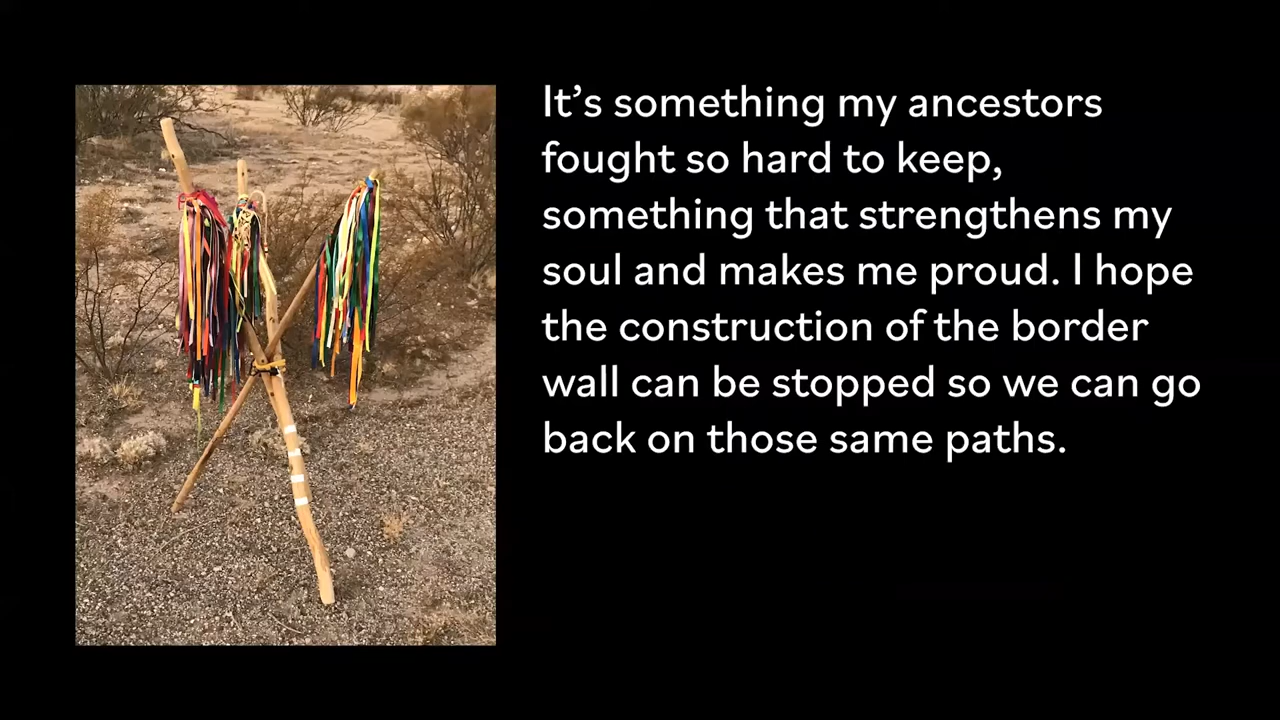 It’s something my ancestors
fought so hard to keep,
something that strengthens my
soul and makes me proud. I hope
the construction of the border
wall can be stopped so we can go
back on those same paths.